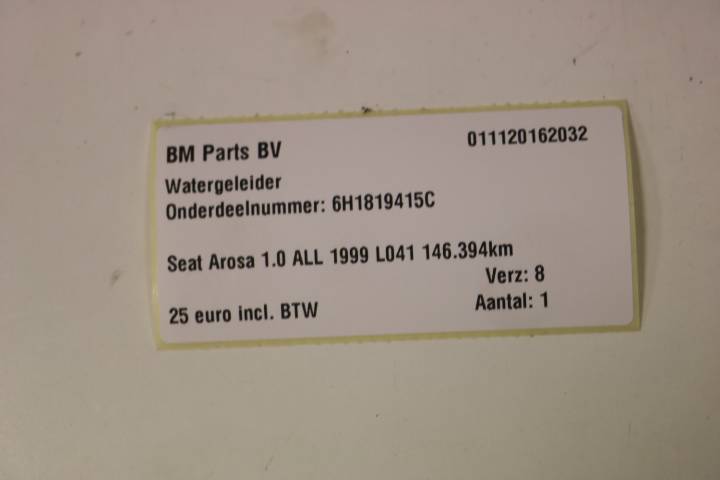 BM Parts BV 011120162032
Watergeleider
Onderdeelnummer: 6H1819415C
Seat Arosa 1.0 ALL 1999 L041 146.394km
Verz: 8
25 euro incl. BTW Aantal: 1